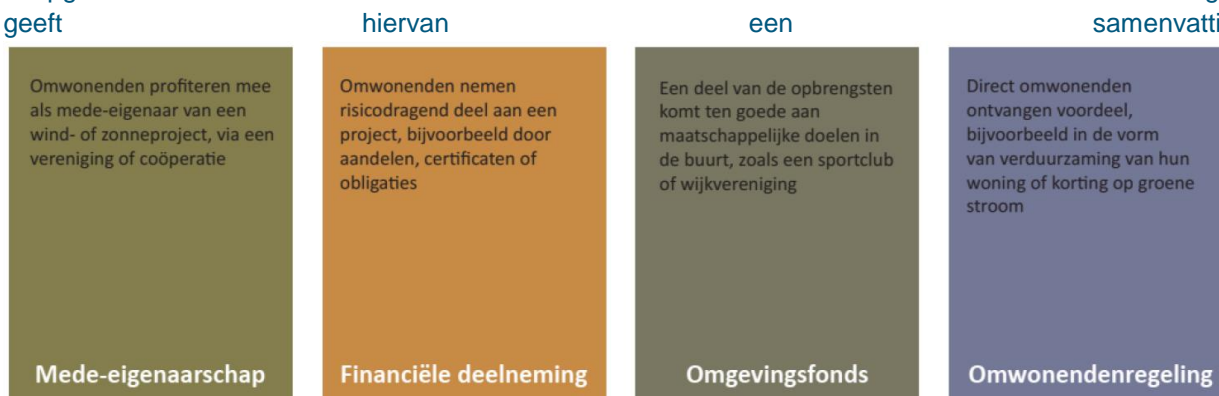 geeft hiervan een samenvatti
Omwonenden profiteren mee
als mede-eigenaar van een
wind- of zonneproject, via een
vereniging of coöperatie
Mede-eigenaarschap
Omwonenden nemen
risicodragend deel aan een
project, bijvoorbeeld door
aandelen, certificaten of
obligaties
Financiële deelneming
Een deel van de opbrengsten
komt ten goede aan
maatschappelijke doelen in
de buurt, zoals een sportclub
of wijkvereniging
Omgevingsfonds
Direct omwonenden
ontvangen voordeel,
bijvoorbeeld in de vorm
van verduurzaming van hun
woning of korting op groene
stroom
Omwonendenregeling